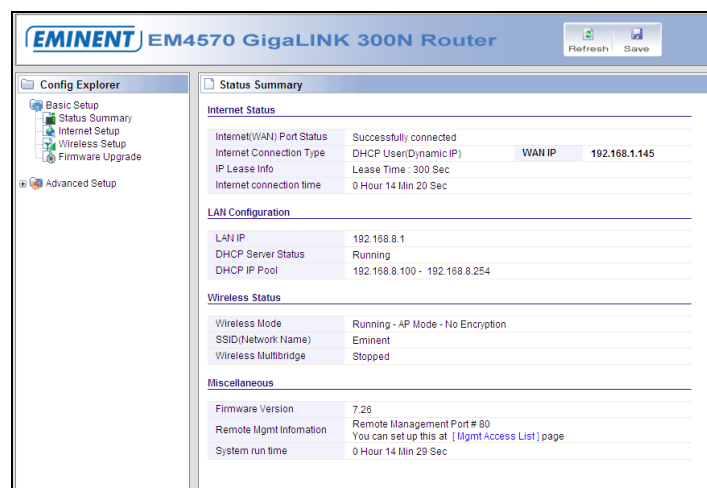 EMINENT EM4570 GigaLINK 300N Router
Refresh Save
Config Explorer
Basic Setup
Status Summary
Internet Setup
Wireless Setup
Firmware Upgrade
Advanced Setup
Status Summary
Internet Status
Internet(WAN) Port Status Successfully connected
Internet Connection Type DHCP User(Dynamic IP) WAN IP 192.168.1.145
IP Lease Info Lease Time : 300 Sec
Internet connection time 0 Hour 14 Min 20 Sec
LAN Configuration
LAN IP 192.168.8.1
DHCP Server Status Running
DHCP IP Pool 192.168.8.100 - 192.168.8.254
Wireless Status
Wireless Mode Running - AP Mode - No Encryption
SSID(Network Name) Eminent
Wireless Multibridge Stopped
Miscellaneous
Firmware Version 7.26
Remote Mgmt Infomation Remote Management Port # 80
You can set up this at [ Mgmt Access List ] page
System run time 0 Hour 14 Min 29 Sec